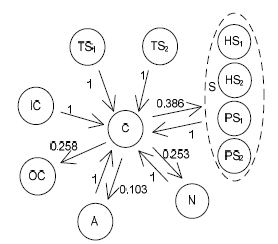 TS₁
TS₂
HS₁
HS₂
PS₁
PS₂
S
IC
C
OC
A
N
1
1
1
0.386
1
0.258
0.253
1
1
0.103